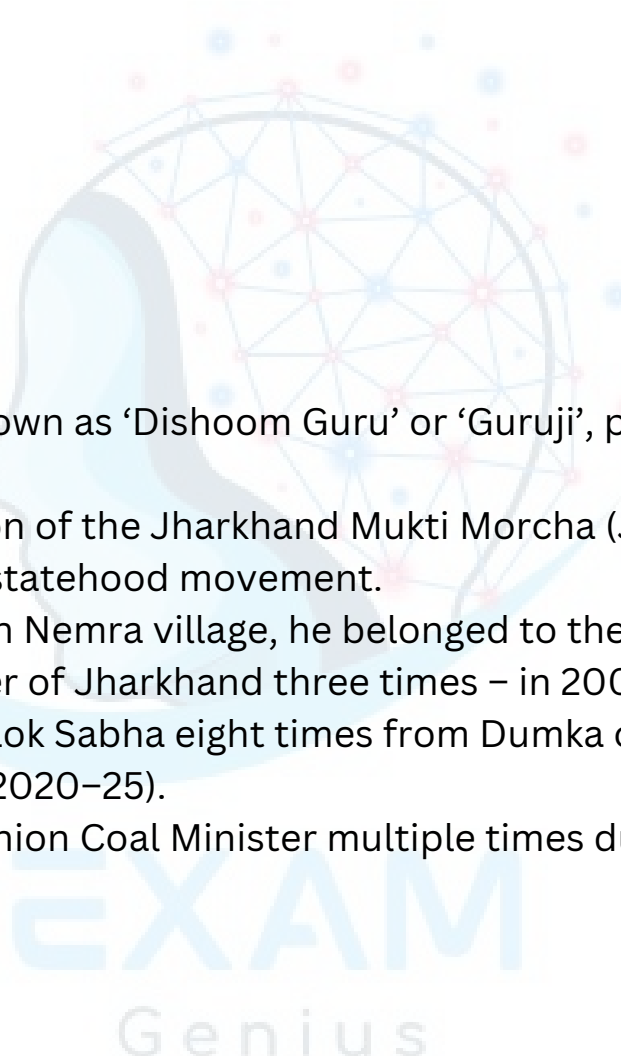 own as ‘Dishoom Guru’ or ‘Guruji’, p
on of the Jharkhand Mukti Morcha (J
statehood movement.
n Nemra village, he belonged to the
er of Jharkhand three times – in 200
Lok Sabha eight times from Dumka c
2020–25).
nion Coal Minister multiple times du
EXAM
Genius